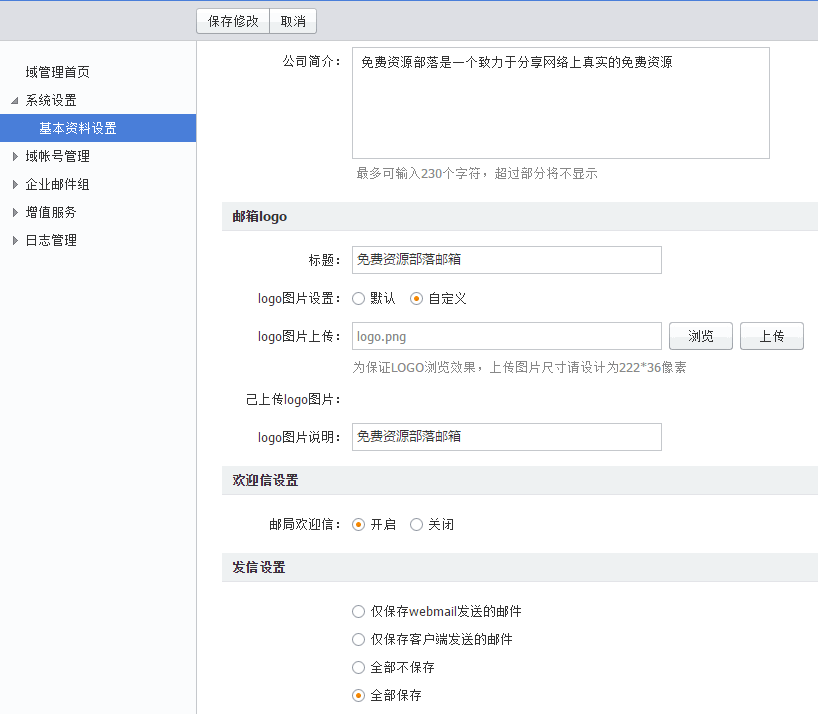 保存修改 取消
域管理首页
系统设置
基本资料设置
域帐号管理
企业邮件组
增值服务
日志管理
公司简介： 免费资源部落是一个致力于分享网络上真实的免费资源
最多可输入230个字符，超过部分将不显示
邮箱logo
标题： 免费资源部落邮箱
logo图片设置： 默认 自定义
logo图片上传： logo.png 浏览 上传
为保证LOGO浏览效果，上传图片尺寸请设计为222*36像素
己上传logo图片：
logo图片说明： 免费资源部落邮箱
欢迎信设置
邮局欢迎信： 开启 关闭
发信设置
仅保存webmail发送的邮件
仅保存客户端发送的邮件
全部不保存
全部保存